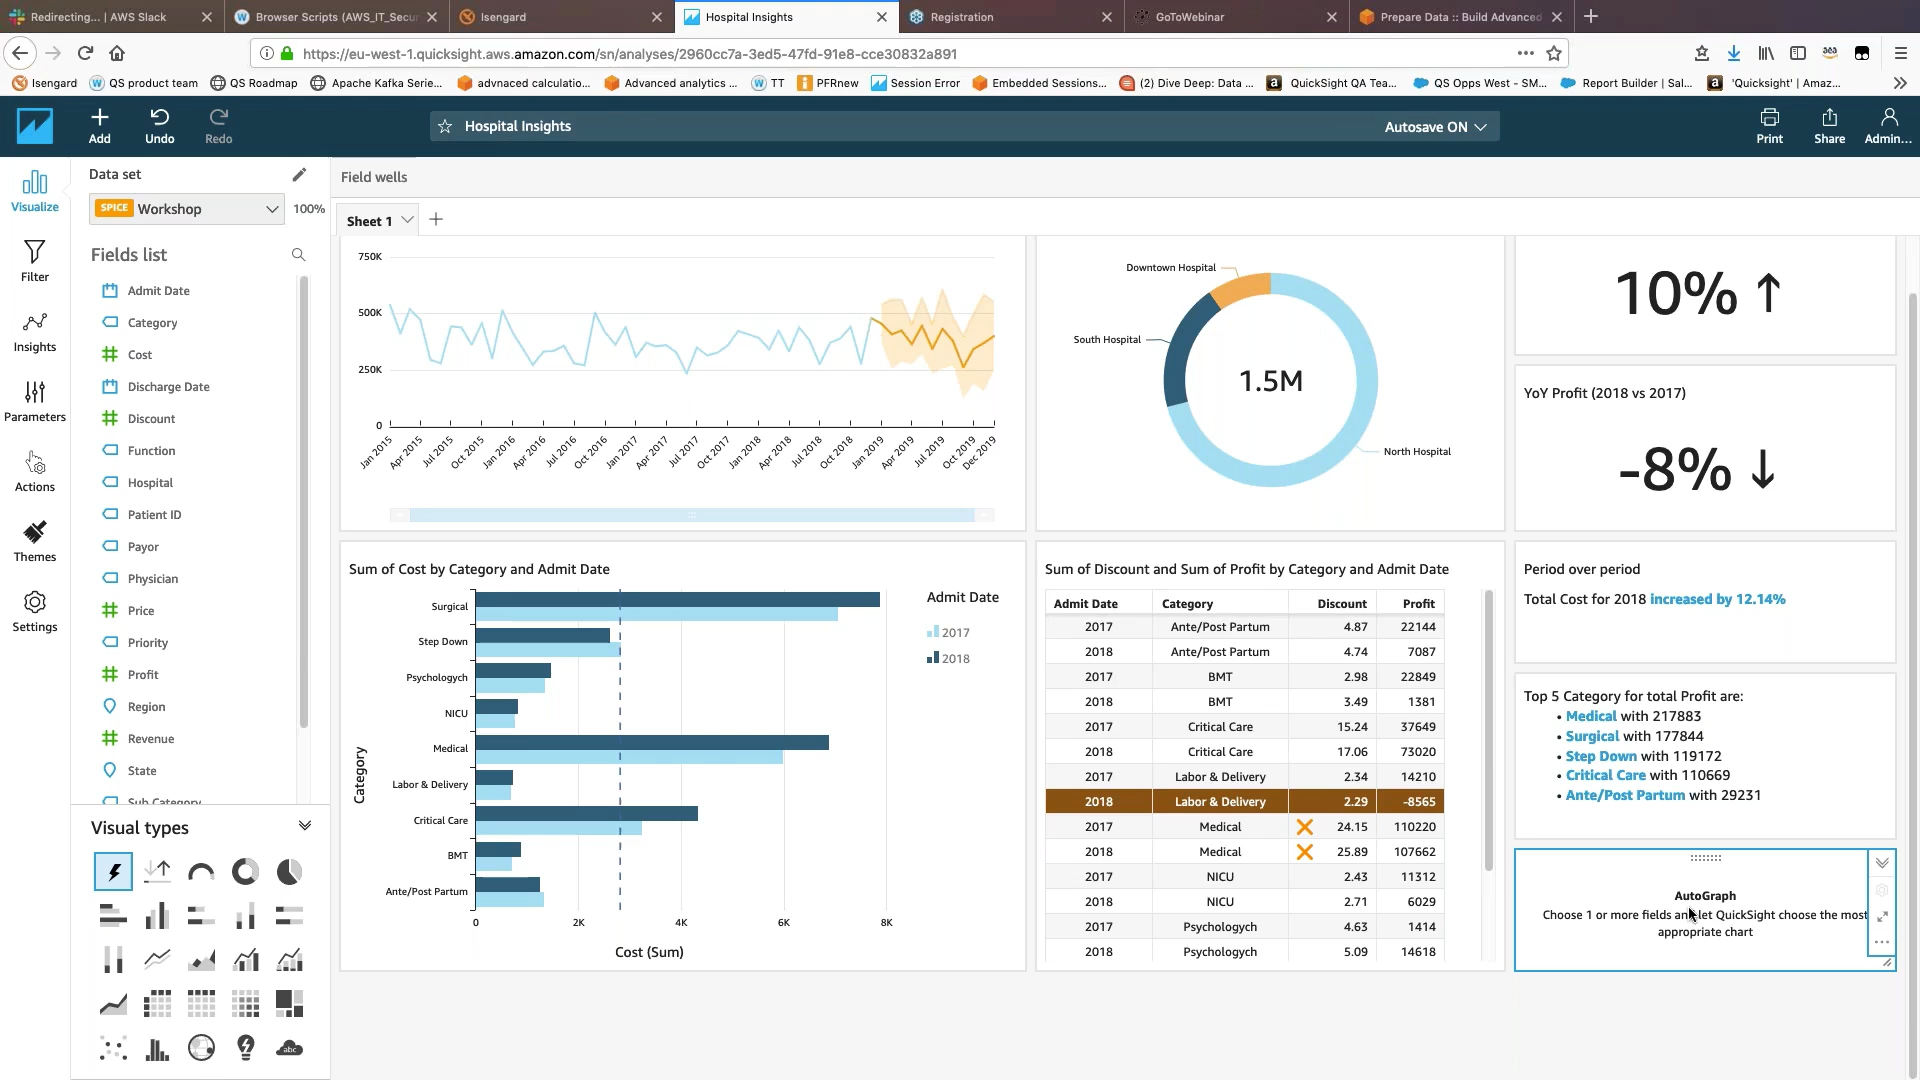 Redirecting... | AWS Slack
Browser Scripts (AWS_IT_Secur
Isengard
Hospital Insights
Registration
GoToWebinar
Prepare Data :: Build Advanced
https://eu-west-1.quicksight.aws.amazon.com/sn/analyses/2960cc7a-3ed5-47fd-91e8-cce30832a891
Isengard
QS product team
QS Roadmap
Apache Kafka Serie...
advnaced calculatio...
Advanced analytics ...
TT
PFRnew
Session Error
Embedded Sessions...
(2) Dive Deep: Data ...
QuickSight QA Tea...
QS Opps West - SM...
Report Builder | Sal...
'Quicksight' | Amaz...
Add
Undo
Redo
Hospital Insights
Autosave ON
Print
Share
Admin...
Visualize
Filter
Insights
Parameters
Actions
Themes
Settings
Data set
SPICE Workshop
100%
Fields list
Admit Date
Category
Cost
Discharge Date
Discount
Function
Hospital
Patient ID
Payor
Physician
Price
Priority
Profit
Region
Revenue
State
Sub Category
Visual types
abc
Field wells
Sheet 1
750K
500K
250K
0
Jan 2015
Apr 2015
Jul 2015
Oct 2015
Jan 2016
Apr 2016
Jul 2016
Oct 2016
Jan 2017
Apr 2017
Jul 2017
Oct 2017
Jan 2018
Apr 2018
Jul 2018
Oct 2018
Jan 2019
Apr 2019
Jul 2019
Oct 2019
Dec 2019
Downtown Hospital
South Hospital
1.5M
North Hospital
10% ↑
YoY Profit (2018 vs 2017)
-8% ↓
Sum of Cost by Category and Admit Date
Category
Surgical
Step Down
Psychologych
NICU
Medical
Labor & Delivery
Critical Care
BMT
Ante/Post Partum
0
2K
4K
6K
8K
Cost (Sum)
Admit Date
2017
2018
Sum of Discount and Sum of Profit by Category and Admit Date
Admit Date Category Discount Profit
2017 Ante/Post Partum 4.87 22144
2018 Ante/Post Partum 4.74 7087
2017 BMT 2.98 22849
2018 BMT 3.49 1381
2017 Critical Care 15.24 37649
2018 Critical Care 17.06 73020
2017 Labor & Delivery 2.34 14210
2018 Labor & Delivery 2.29 -8565
2017 Medical 24.15 110220
2018 Medical 25.89 107662
2017 NICU 2.43 11312
2018 NICU 2.71 6029
2017 Psychologych 4.63 1414
2018 Psychologych 5.09 14618
Period over period
Total Cost for 2018 increased by 12.14%
Top 5 Category for total Profit are:
• Medical with 217883
• Surgical with 177844
• Step Down with 119172
• Critical Care with 110669
• Ante/Post Partum with 29231
AutoGraph
Choose 1 or more fields and let QuickSight choose the most
appropriate chart